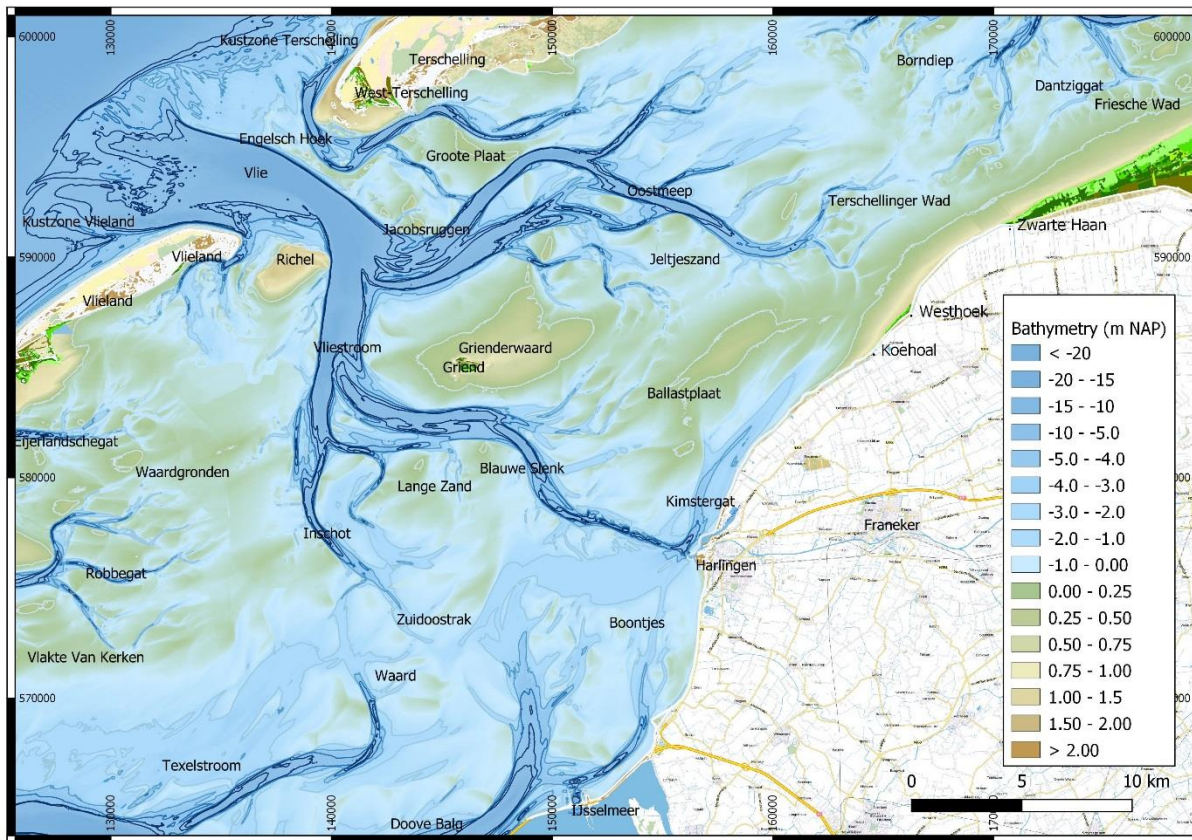 130000
140000
150000
160000
170000
600000
600000
Kustzone Terschelling
Terschelling
Borndiep
West-Terschelling
Dantziggat
Friesche Wad
Engelsch Hoek
Groote Plaat
Vlie
Oostmeep
Terschellinger Wad
Kustzone Vlieland
Jacobsruggen
Zwarte Haan
Vlieland
Richel
Jeltjeszand
590000
590000
Vlieland
Westhoek
Vliestroom
Grienderwaard
Koehoal
Griend
Ballastplaat
Eijerlandschegat
Waardgronden
Blauwe Slenk
580000
Lange Zand
Kimstergat
Franeker
Inschot
Harlingen
Robbegat
Zuidoostrak
Boontjes
Vlakte Van Kerken
Waard
570000
Texelstroom
IJsselmeer
Doove Balg
130000
140000
150000
160000
Bathymetry (m NAP)
< -20
-20 - -15
-15 - -10
-10 - -5.0
-5.0 - -4.0
-4.0 - -3.0
-3.0 - -2.0
-2.0 - -1.0
-1.0 - 0.00
0.00 - 0.25
0.25 - 0.50
0.50 - 0.75
0.75 - 1.00
1.00 - 1.5
1.50 - 2.00
> 2.00
0 5 10 km